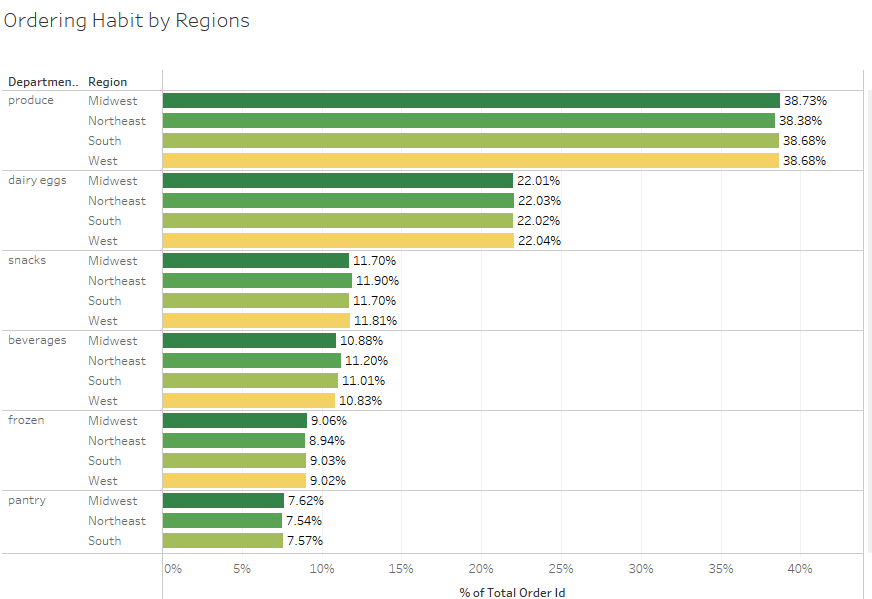 Ordering Habit by Regions
Departmen.. Region
produce Midwest 38.73%
Northeast 38.38%
South 38.68%
West 38.68%
dairy eggs Midwest 22.01%
Northeast 22.03%
South 22.02%
West 22.04%
snacks Midwest 11.70%
Northeast 11.90%
South 11.70%
West 11.81%
beverages Midwest 10.88%
Northeast 11.20%
South 11.01%
West 10.83%
frozen Midwest 9.06%
Northeast 8.94%
South 9.03%
West 9.02%
pantry Midwest 7.62%
Northeast 7.54%
South 7.57%
0% 5% 10% 15% 20% 25% 30% 35% 40%
% of Total Order Id